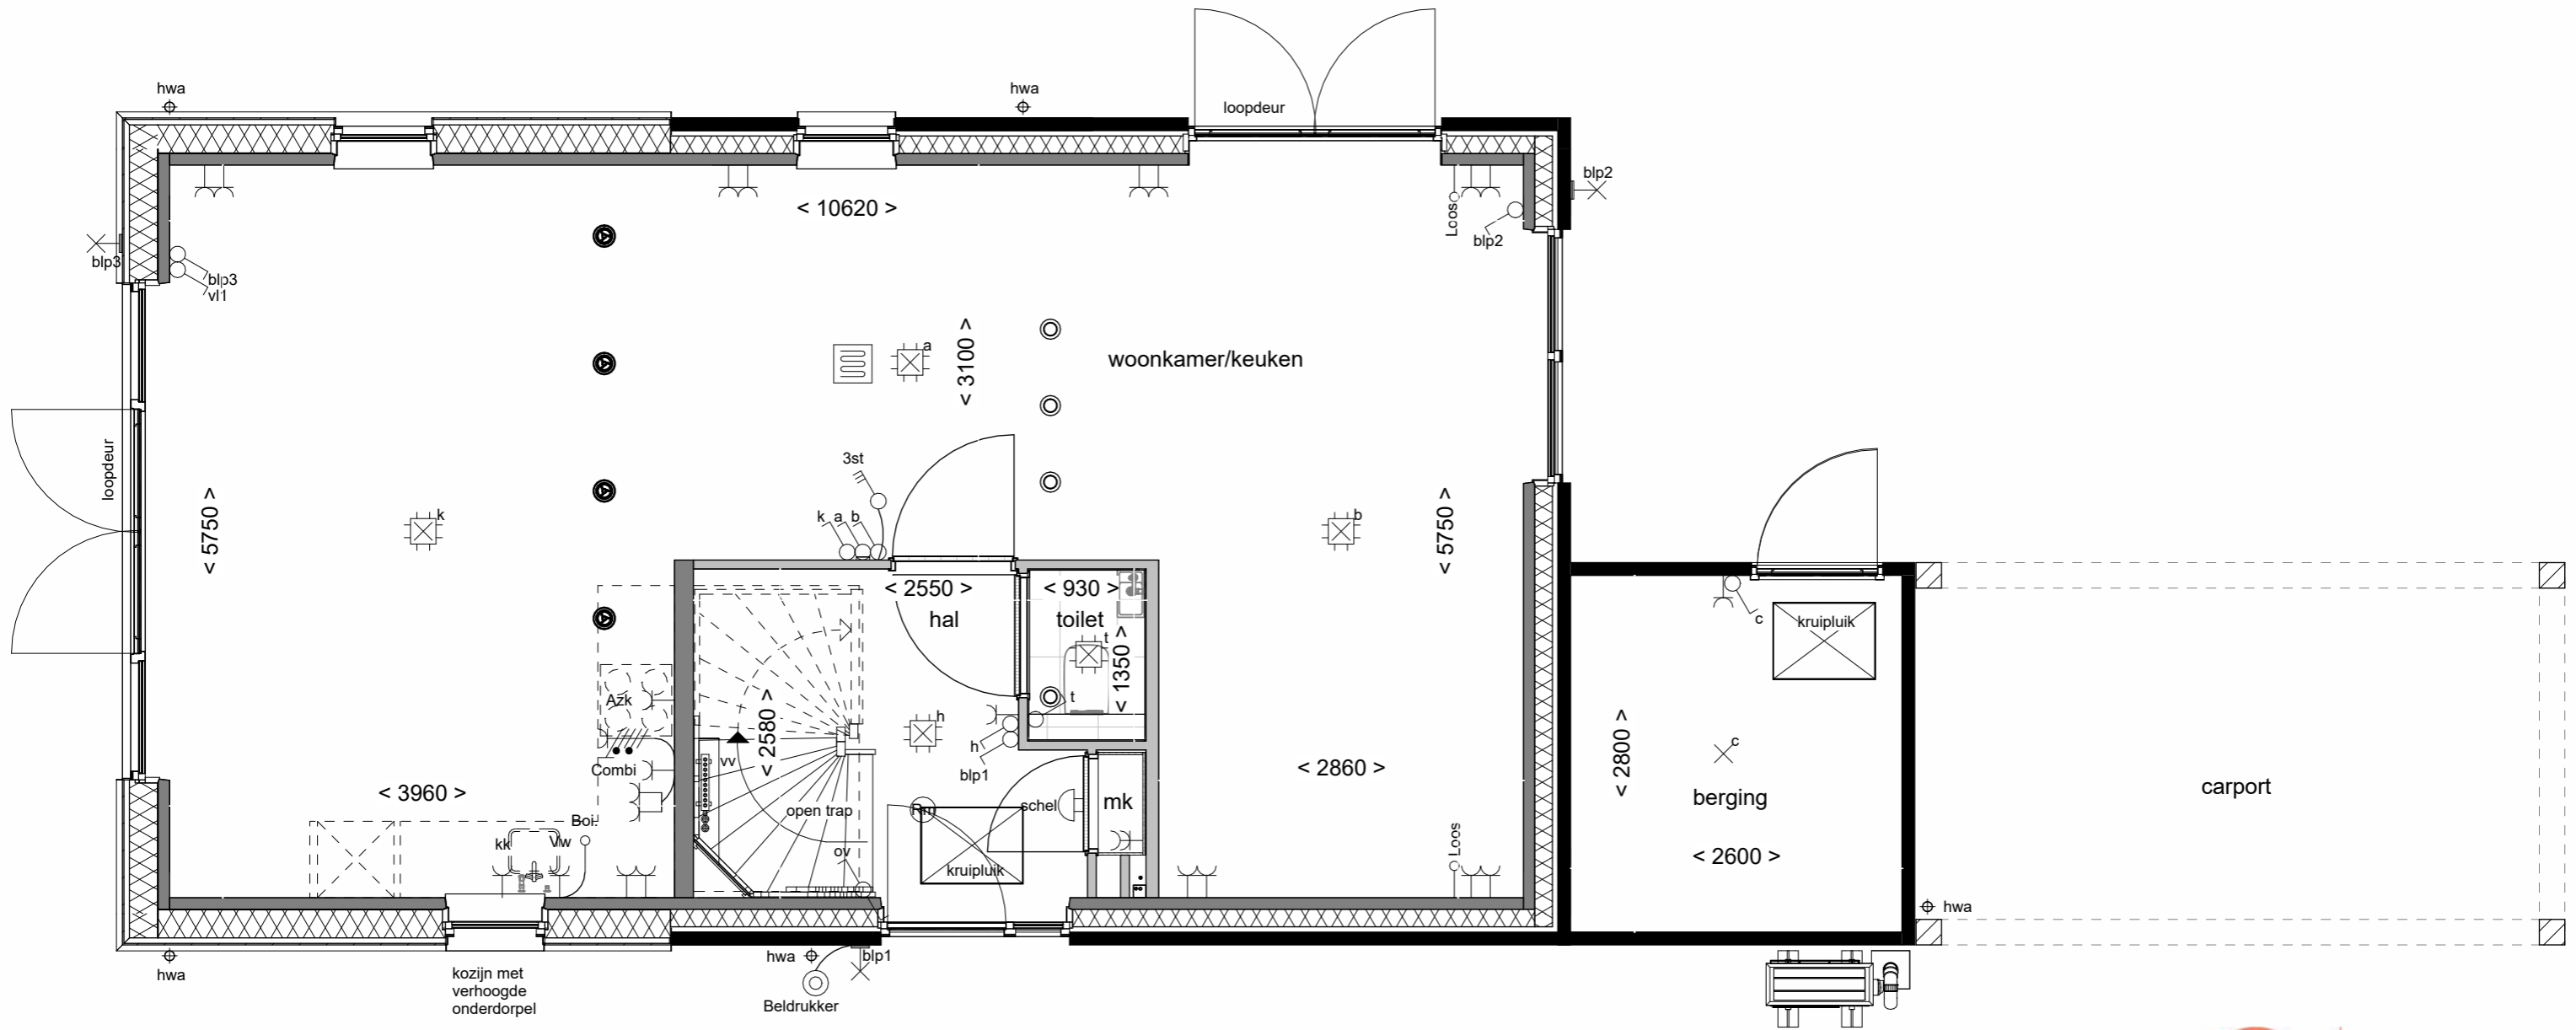 hwa
hwa
loopdeur
blp2
< 10620 >
Loos
blp2
blp3
blp3
vl1
a
< 3100 >
woonkamer/keuken
loopdeur
3st
k a b
k
b
< 5750 >
< 5750 >
< 2550 >
hal
< 930 >
toilet
t
< 1350 >
t
kruipluik
c
Azk
< 2580 >
h
h
blp1
Combi
vv
< 2860 >
< 2800 >
c
berging
carport
< 3960 >
open trap
Rm
schel
mk
Boi.
kk
Vw
ov
kruipluik
Loos
< 2600 >
hwa
hwa
hwa
blp1
kozijn met
verhoogde
onderdorpel
Beldrukker